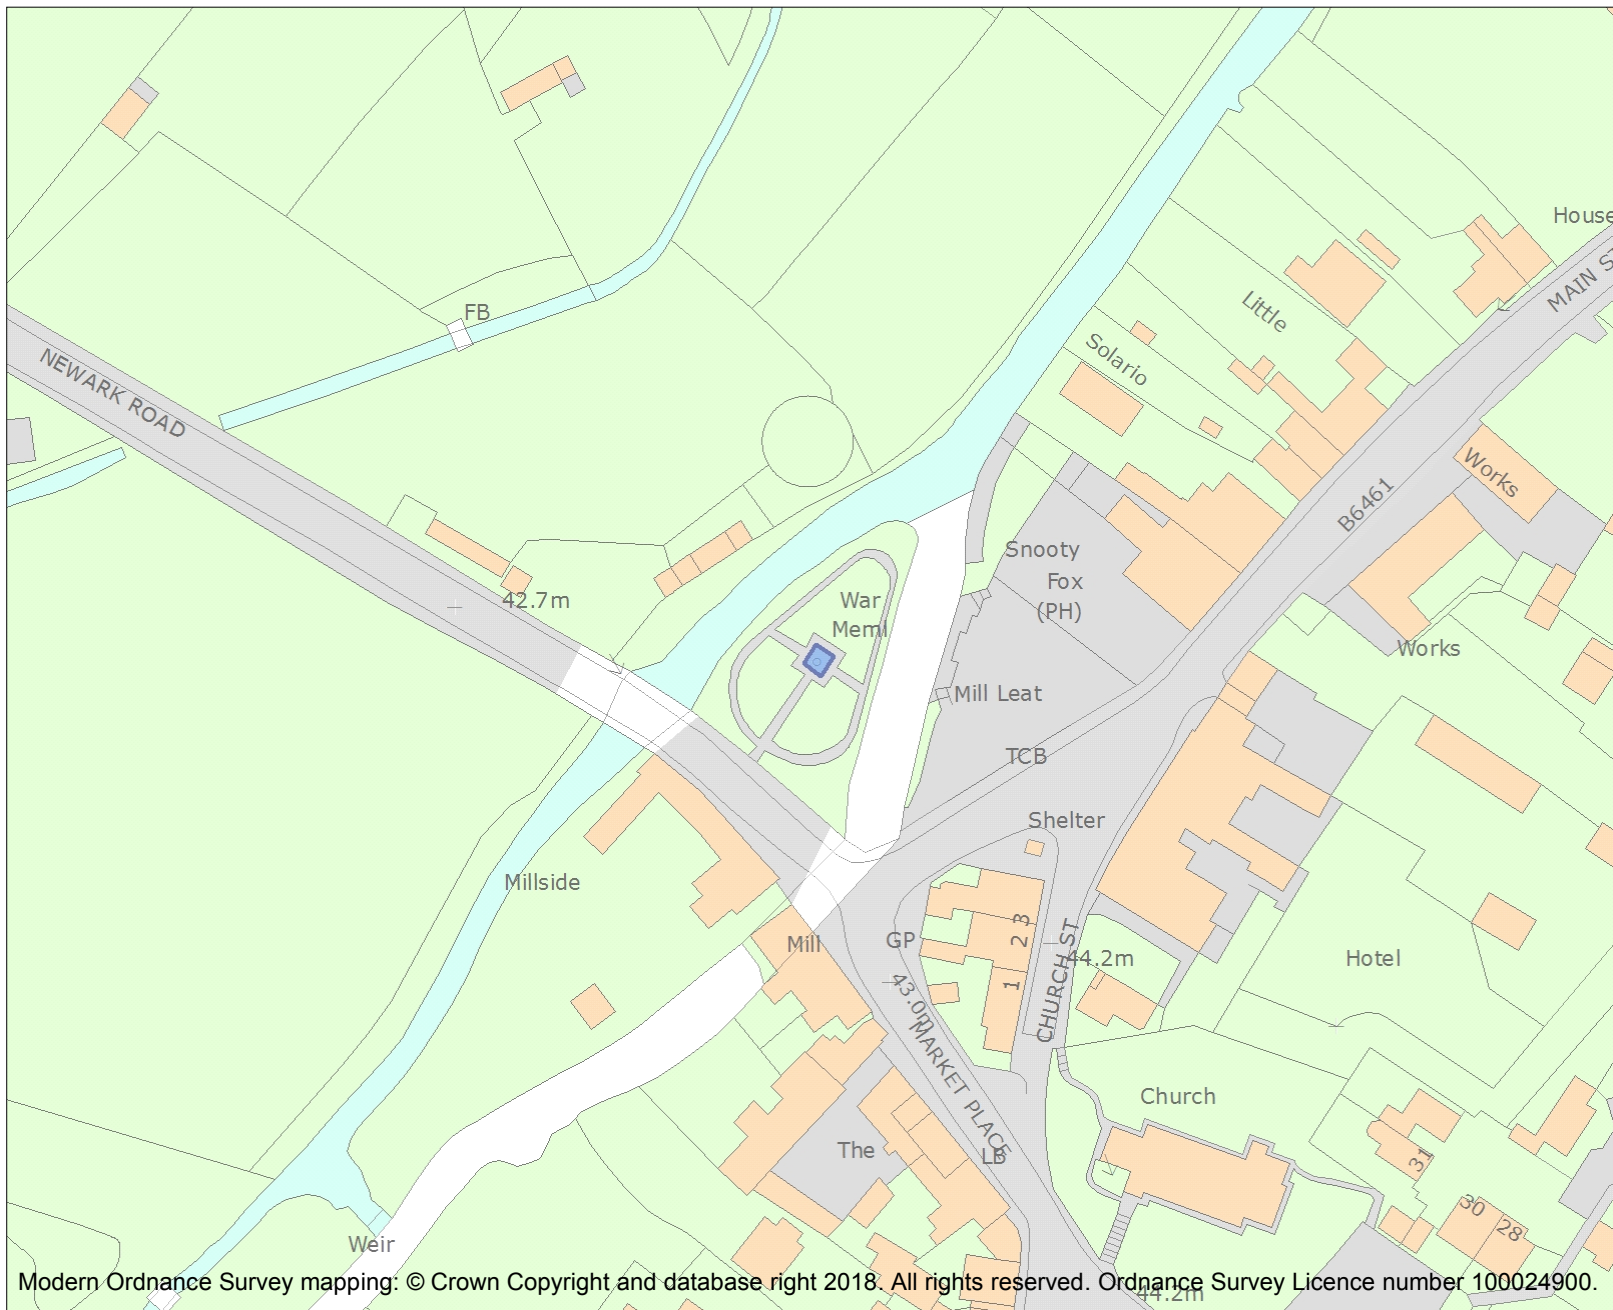 House
MAIN ST
FB
Little
Solario
NEWARK ROAD
Works
B6461
Snooty
Fox
(PH)
War
Meml
42.7m
Works
Mill Leat
TCB
Shelter
Millside
Mill
GP
2 3
1
CHURCH ST
44.2m
Hotel
43.0m
MARKET PLACE
Church
The
LB
31
30
28
Weir
Modern Ordnance Survey mapping: © Crown Copyright and database right 2018. All rights reserved. Ordnance Survey Licence number 100024900.
44.2m